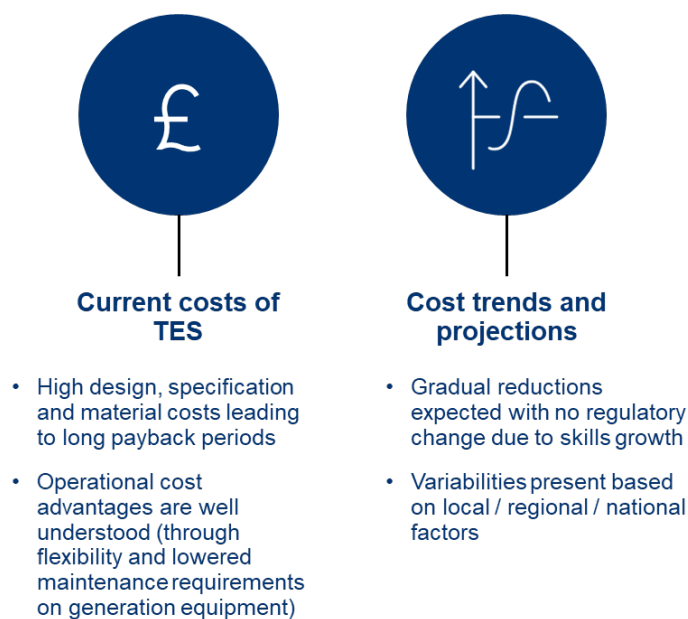 £
Current costs of
TES
• High design, specification
and material costs leading
to long payback periods
• Operational cost
advantages are well
understood (through
flexibility and lowered
maintenance requirements
on generation equipment)
Cost trends and
projections
• Gradual reductions
expected with no regulatory
change due to skills growth
• Variabilities present based
on local / regional / national
factors